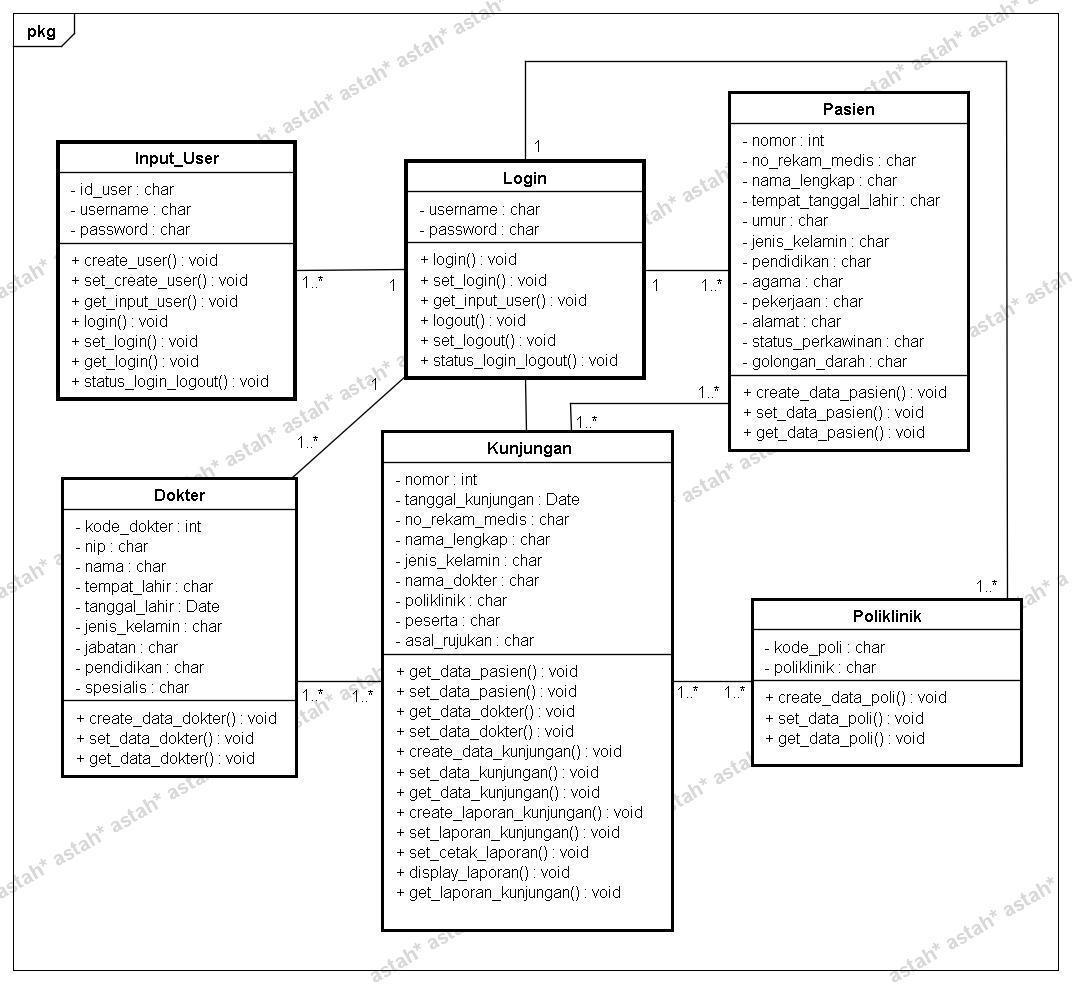 pkg
Input_User
- id_user : char
- username : char
- password : char
+ create_user() : void
+ set_create_user() : void
+ get_input_user() : void
+ login() : void
+ set_login() : void
+ get_login() : void
+ status_login_logout() : void
1..*
1
1
Login
- username : char
- password : char
+ login() : void
+ set_login() : void
+ get_input_user() : void
+ logout() : void
+ set_logout() : void
+ status_login_logout() : void
1
1..*
Pasien
- nomor : int
- no_rekam_medis : char
- nama_lengkap : char
- tempat_tanggal_lahir : char
- umur : char
- jenis_kelamin : char
- pendidikan : char
- agama : char
- pekerjaan : char
- alamat : char
- status_perkawinan : char
- golongan_darah : char
+ create_data_pasien() : void
+ set_data_pasien() : void
+ get_data_pasien() : void
1..*
1..*
1
1..*
Dokter
- kode_dokter : int
- nip : char
- nama : char
- tempat_lahir : char
- tanggal_lahir : Date
- jenis_kelamin : char
- jabatan : char
- pendidikan : char
- spesialis : char
+ create_data_dokter() : void
+ set_data_dokter() : void
+ get_data_dokter() : void
1..*
1..*
Kunjungan
- nomor : int
- tanggal_kunjungan : Date
- no_rekam_medis : char
- nama_lengkap : char
- jenis_kelamin : char
- nama_dokter : char
- poliklinik : char
- peserta : char
- asal_rujukan : char
+ get_data_pasien() : void
+ set_data_pasien() : void
+ get_data_dokter() : void
+ set_data_dokter() : void
+ create_data_kunjungan() : void
+ set_data_kunjungan() : void
+ get_data_kunjungan() : void
+ create_laporan_kunjungan() : void
+ set_laporan_kunjungan() : void
+ set_cetak_laporan() : void
+ display_laporan() : void
+ get_laporan_kunjungan() : void
1..*
1..*
1..*
Poliklinik
- kode_poli : char
- poliklinik : char
+ create_data_poli() : void
+ set_data_poli() : void
+ get_data_poli() : void
astah* astah* astah* astah* astah*